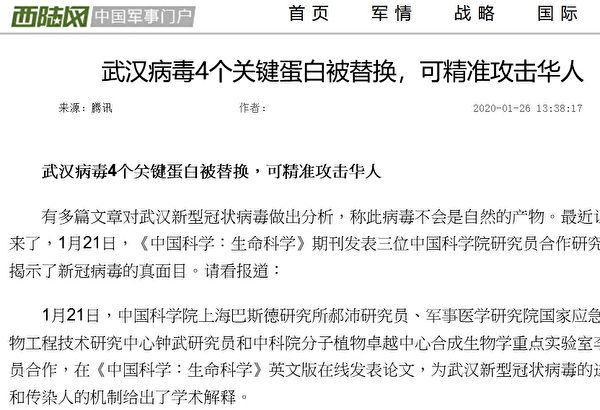 西陆网 中国军事门户 首页 军情 战略 国际
武汉病毒4个关键蛋白被替换，可精准攻击华人
来源：腾讯 作者： 2020-01-26 13:38:17
武汉病毒4个关键蛋白被替换，可精准攻击华人
有多篇文章对武汉新型冠状病毒做出分析，称此病毒不会是自然的产物。最近
来了，1月21日，《中国科学：生命科学》期刊发表三位中国科学院研究员合作研究
揭示了新冠病毒的真面目。请看报道：
1月21日，中国科学院上海巴斯德研究所郝沛研究员、军事医学研究院国家应急
物工程技术研究中心钟武研究员和中科院分子植物卓越中心合成生物学重点实验室
员合作，在《中国科学：生命科学》英文版在线发表论文，为武汉新型冠状病毒的
和传染人的机制给出了学术解释。